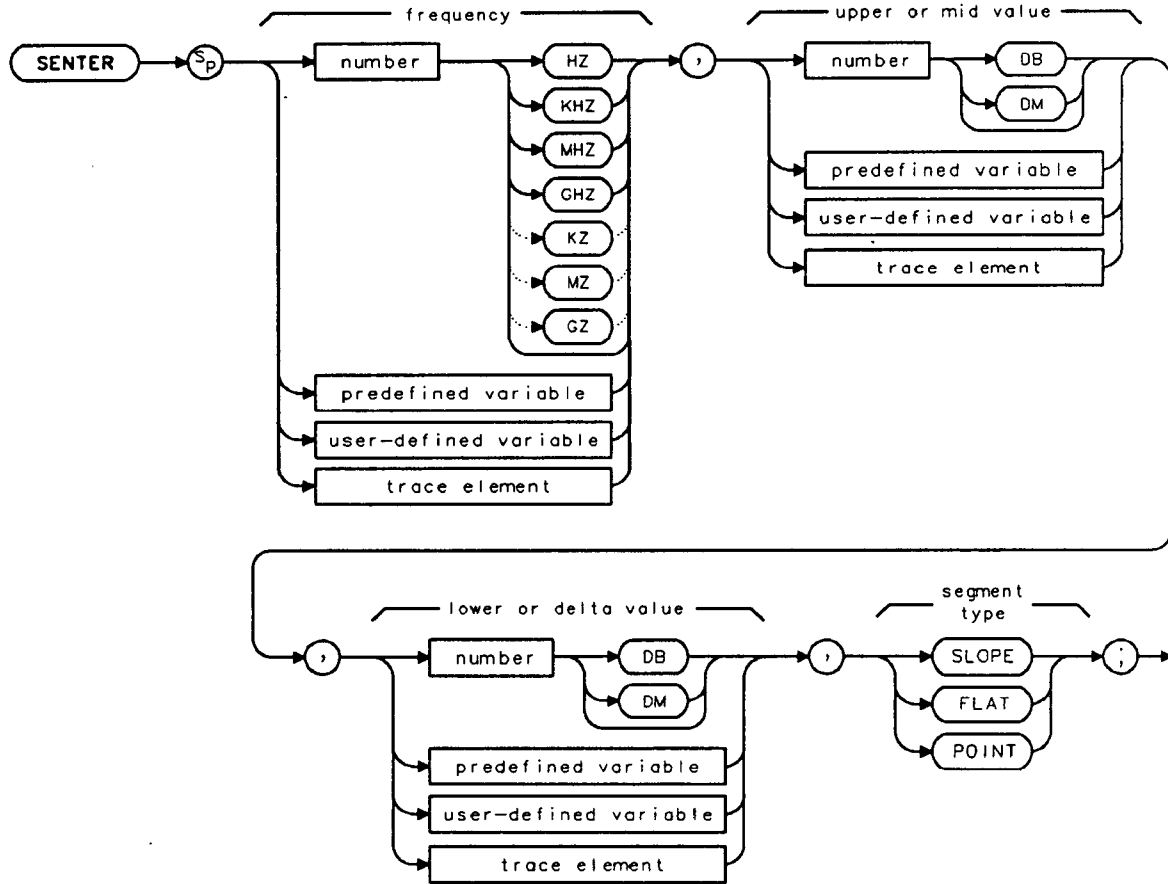 frequency
upper or mid value
SENTER
Sp
number
HZ
KHZ
MHZ
GHZ
KZ
MZ
GZ
predefined variable
user-defined variable
trace element
,
number
DB
DM
predefined variable
user-defined variable
trace element
lower or delta value
segment
type
,
number
DB
DM
predefined variable
user-defined variable
trace element
,
SLOPE
FLAT
POINT
;